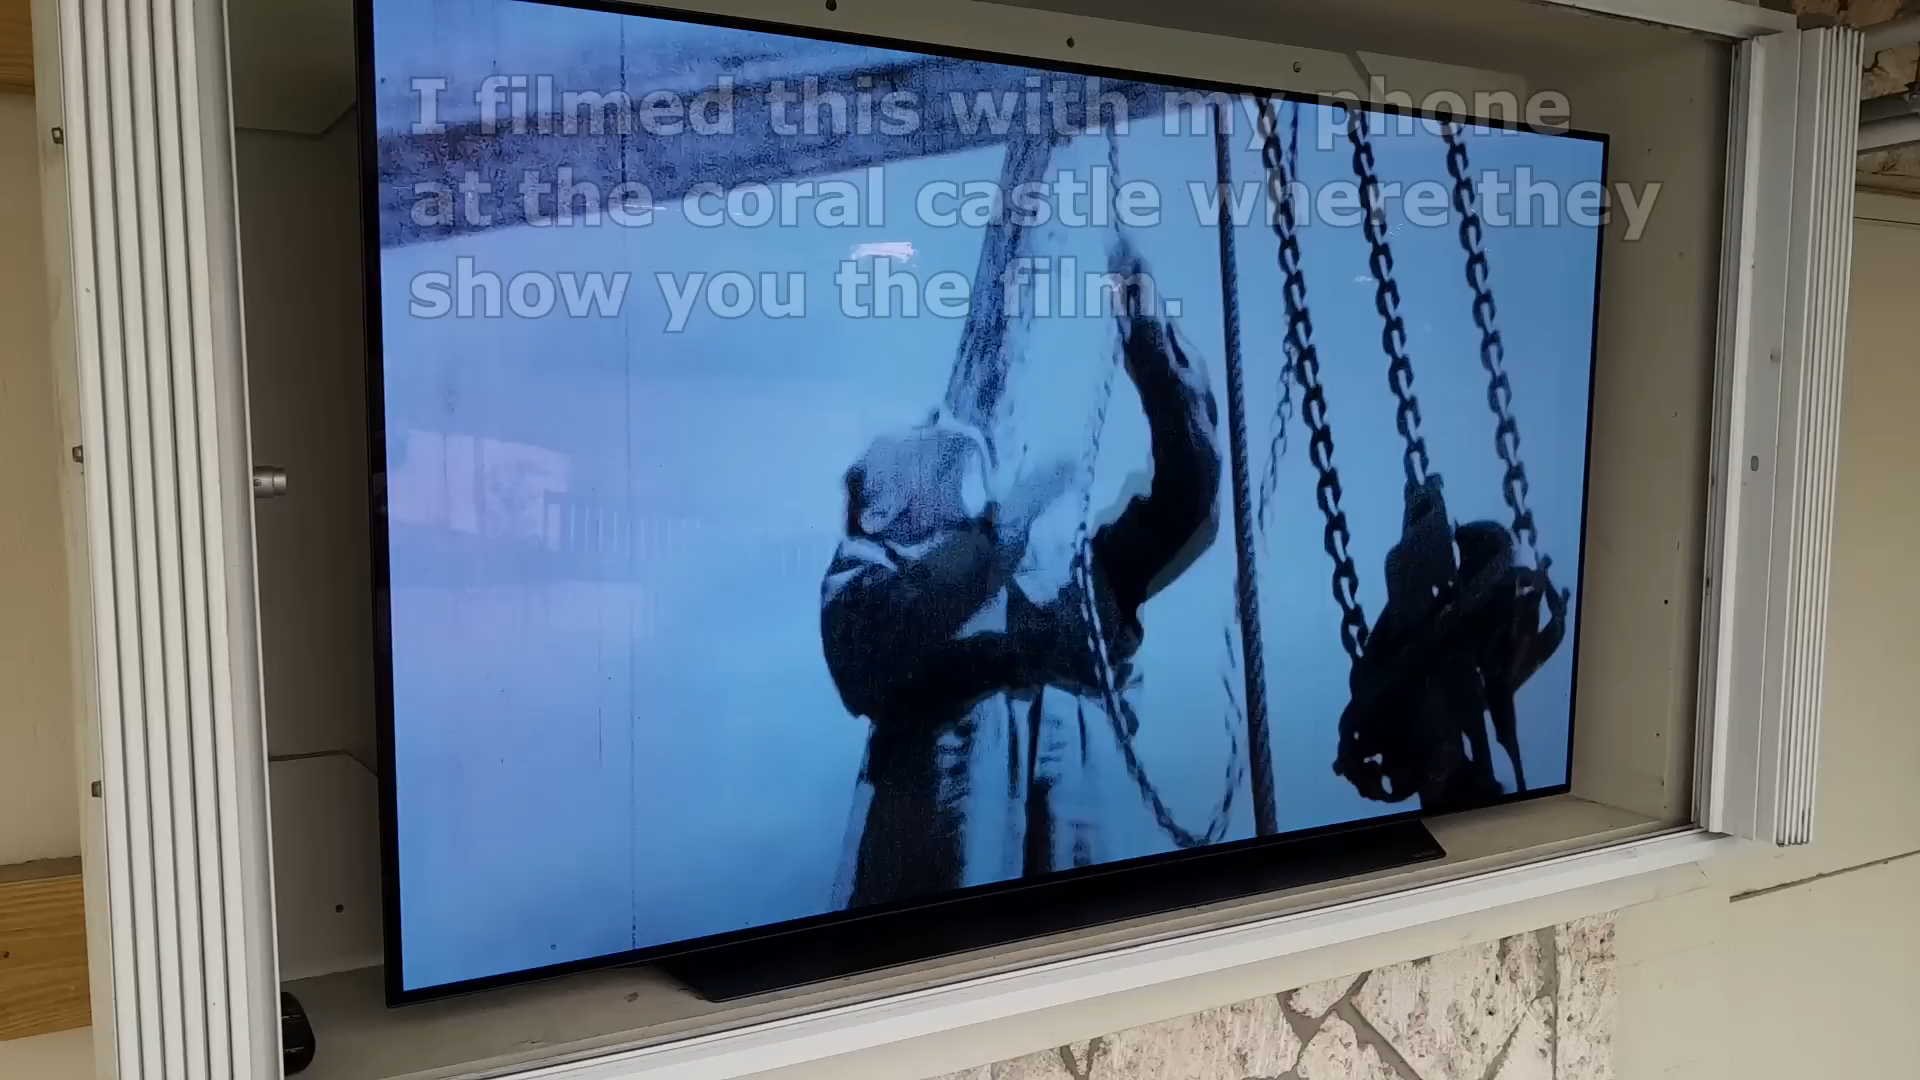 I filmed this with my phone
at the coral castle where they
show you the film.